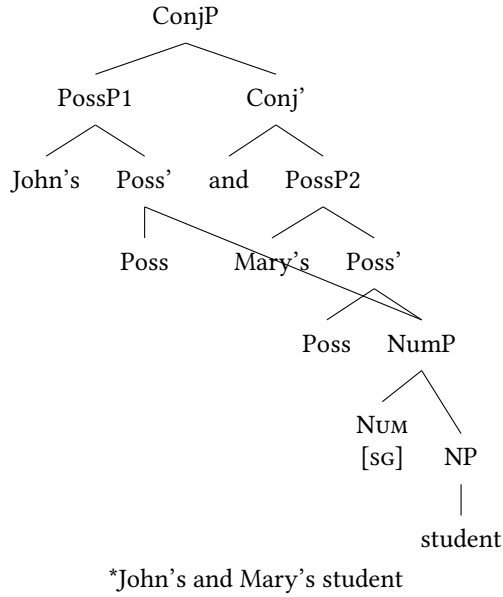 ConjP
PossP1 Conj’
John’s Poss’ and PossP2
Poss Mary’s Poss’
Poss NumP
Num
[sg] NP
student
*John’s and Mary’s student